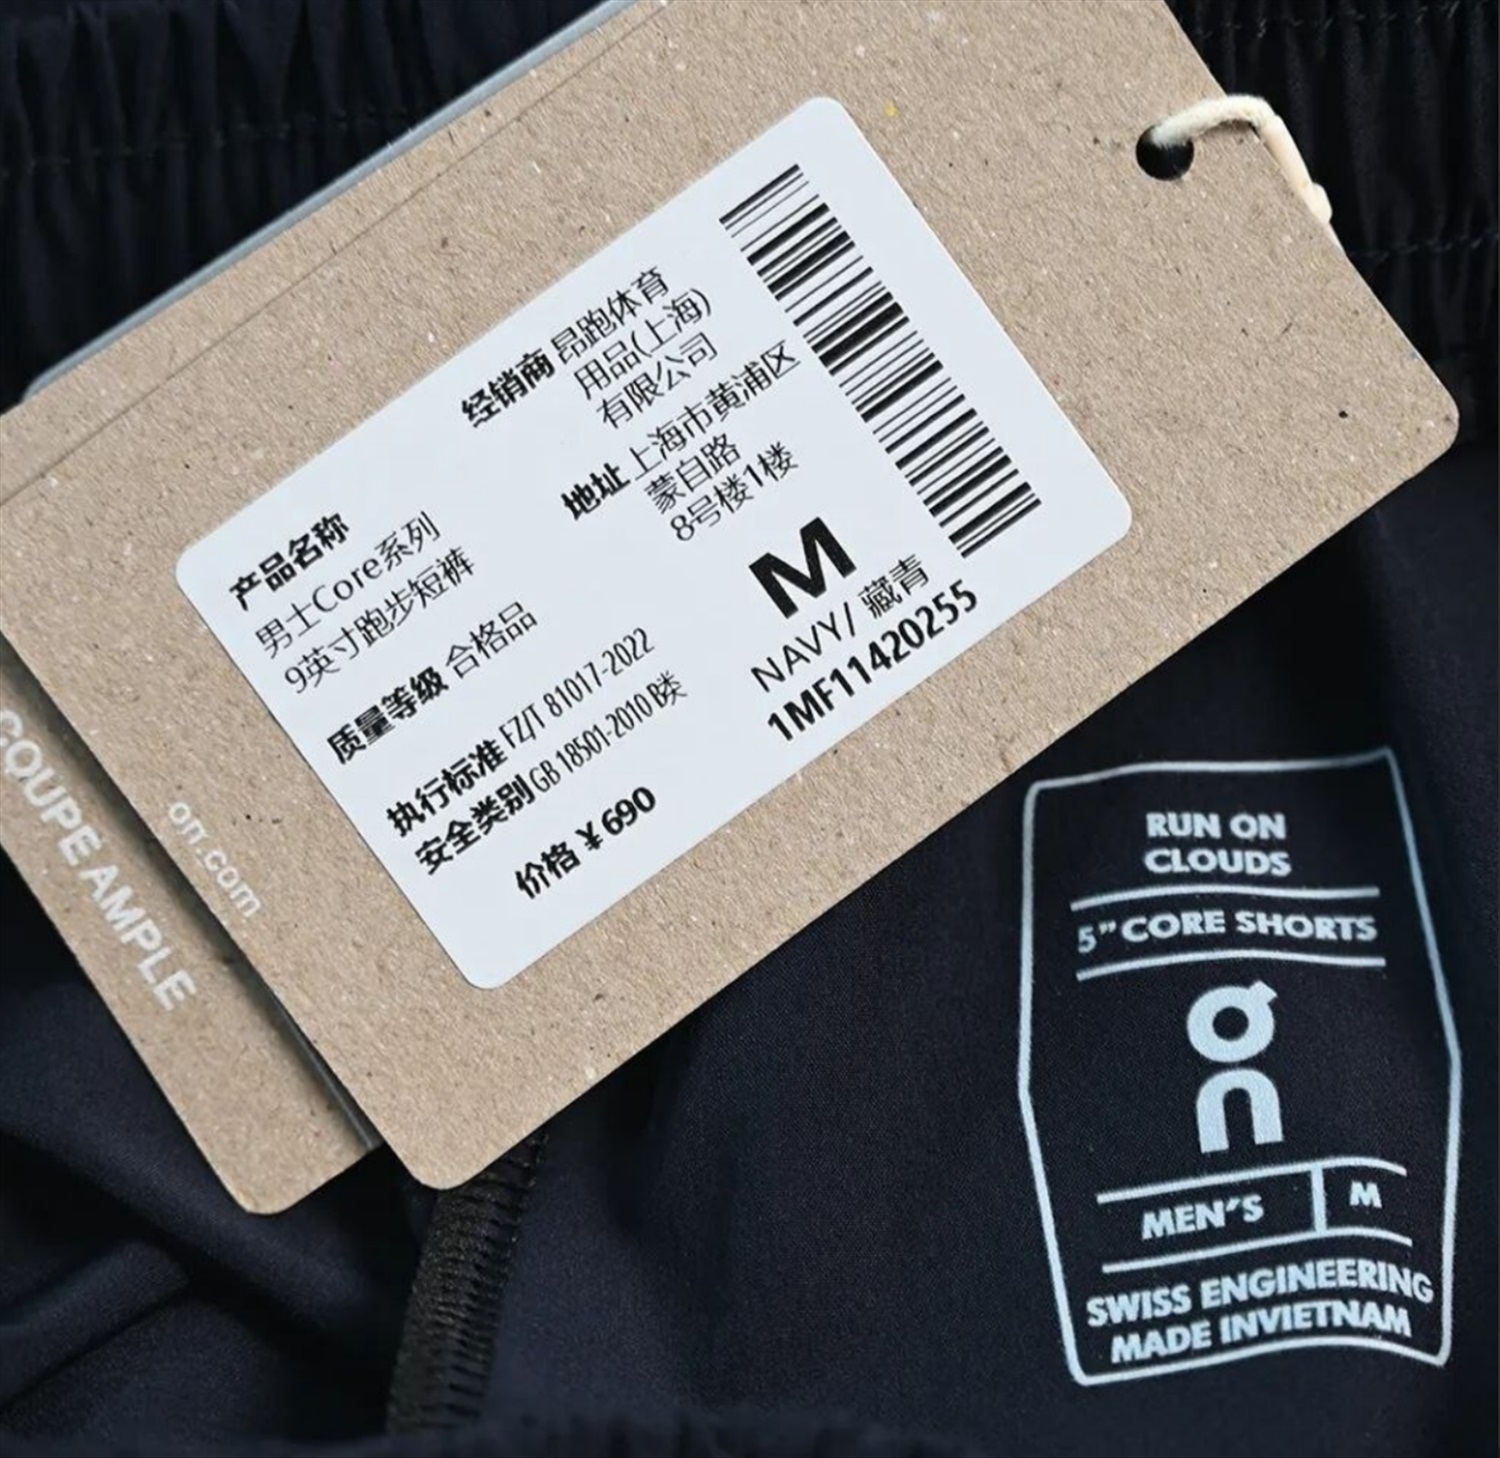 经销商 昂跑体育
用品(上海)
有限公司
地址 上海市黄浦区
蒙自路
8号楼1楼
产品名称
男士Core系列
9英寸跑步短裤
质量等级 合格品
执行标准 FZ/T 81017-2022
安全类别 GB 18501-2010 B类
价格 ¥690
M
NAVY/ 藏青
1MF11420255
on.com
COUPE AMPLE
RUN ON
CLOUDS
5” CORE SHORTS
on
MEN'S M
SWISS ENGINEERING
MADE INVIETNAM